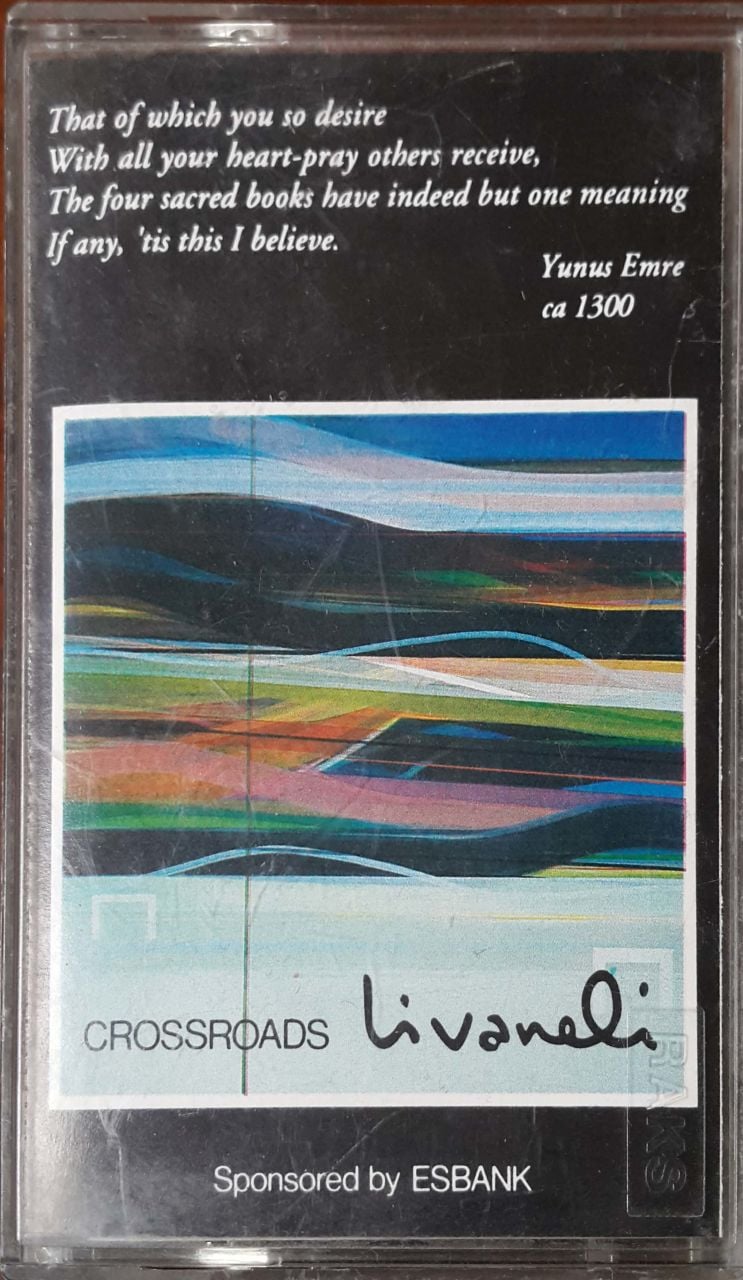 That of which you so desire
With all your heart-pray others receive,
The four sacred books have indeed but one meaning
If any, 'tis this I believe.
Yunus Emre
ca 1300
CROSSROADS livaneli
RAKS
Sponsored by ESBANK